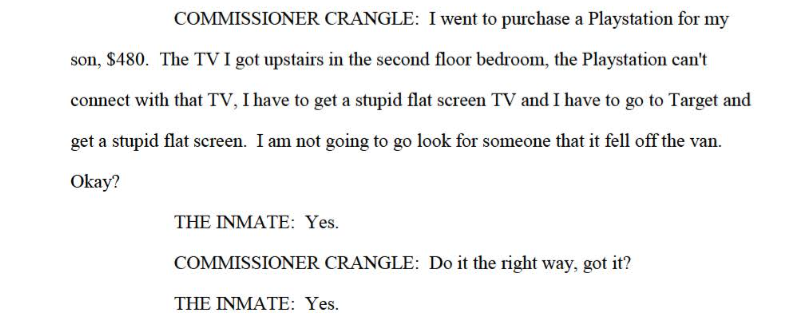 COMMISSIONER CRANGLE: I went to purchase a Playstation for my
son, $480. The TV I got upstairs in the second floor bedroom, the Playstation can't
connect with that TV, I have to get a stupid flat screen TV and I have to go to Target and
get a stupid flat screen. I am not going to go look for someone that it fell off the van.
Okay?
THE INMATE: Yes.
COMMISSIONER CRANGLE: Do it the right way, got it?
THE INMATE: Yes.